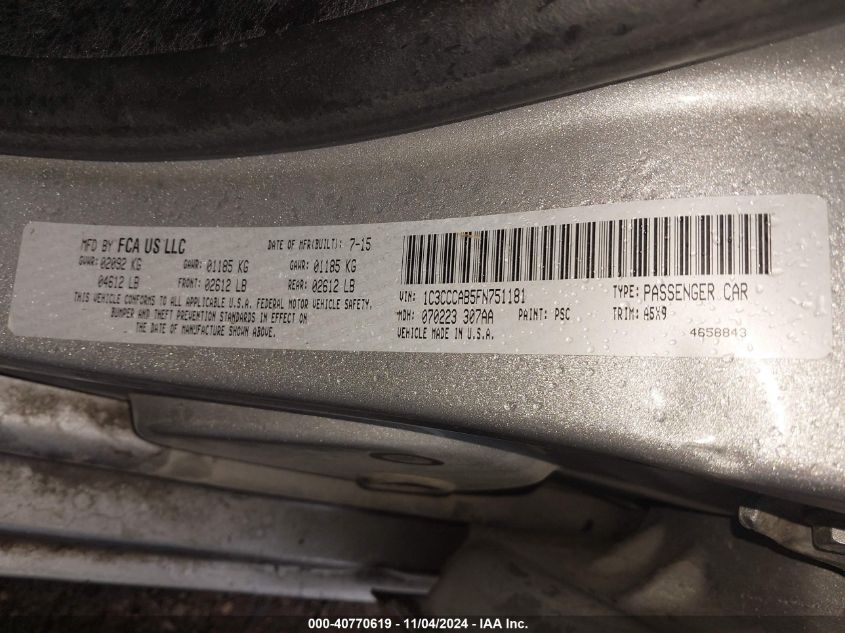 MFD BY FCA US LLC DATE OF MFR(BUILT): 7-15
GVWR: 02092 KG GAWR: 01185 KG GAWR: 01185 KG
04612 LB FRONT: 02612 LB REAR: 02612 LB
THIS VEHICLE CONFORMS TO ALL APPLICABLE U.S.A. FEDERAL MOTOR VEHICLE SAFETY,
BUMPER AND THEFT PREVENTION STANDARDS IN EFFECT ON
THE DATE OF MANUFACTURE SHOWN ABOVE.
VIN: 1C3CCCAB5FN751181 TYPE: PASSENGER CAR
MDH: 070223 307AA PAINT: PSC TRIM: A5X9
VEHICLE MADE IN U.S.A. 4658843
000-40770619 - 11/04/2024 - IAA Inc.